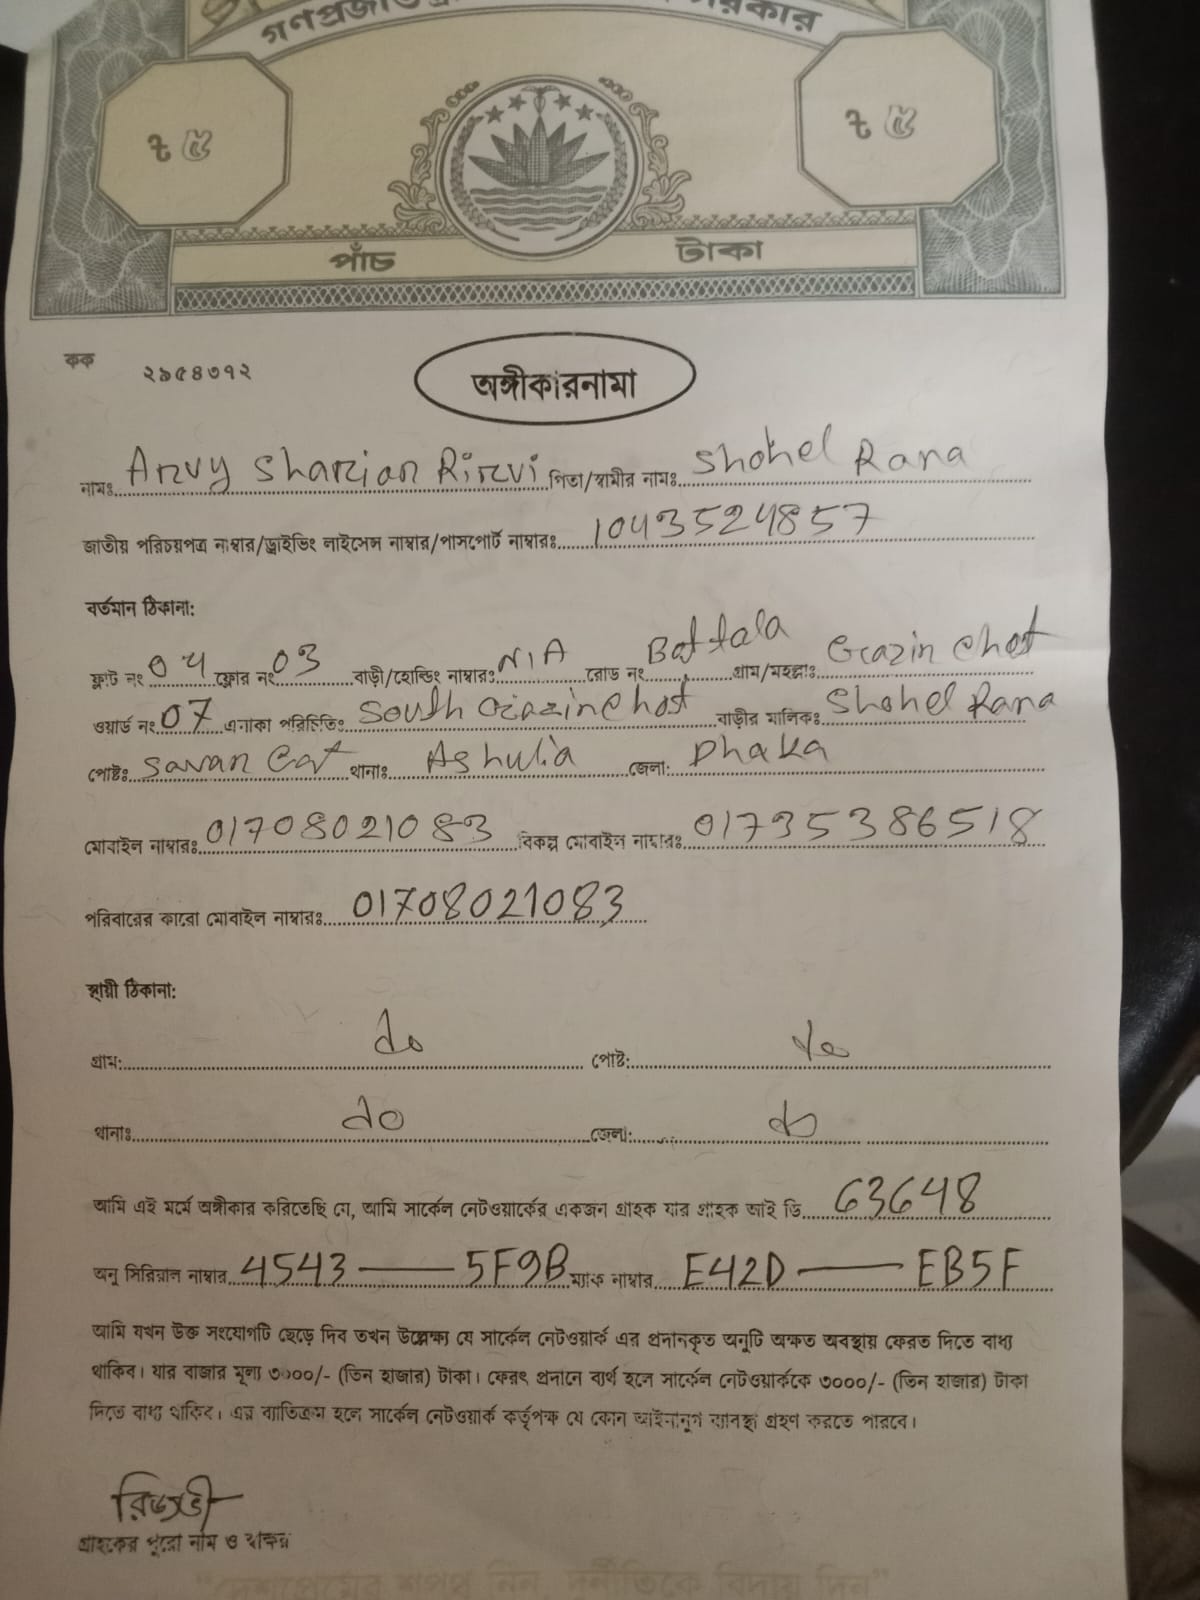 গণপ্রজাতন্ত্রী
সরকার
৳ ৫
৳ ৫
পাঁচ টাকা
কক ২৯৫৪৩৭২
অঙ্গীকারনামা
নামঃ Arvy Sharian Rizvi পিতা/স্বামীর নামঃ Shohel Rana
জাতীয় পরিচয়পত্র নাম্বার/ড্রাইভিং লাইসেন্স নাম্বার/পাসপোর্ট নাম্বারঃ 1043524857
বর্তমান ঠিকানা:
ফ্লাট নং 04 ফ্লোর নং 03 বাড়ী/হোল্ডিং নাম্বারঃ N/A রোড নং Battala গ্রাম/মহল্লাঃ Gazirchot
ওয়ার্ড নং 07 এলাকা পরিচিতিঃ South Gazirchot বাড়ীর মালিকঃ Shohel Rana
পোষ্টঃ Savar Cat থানাঃ Ashulia জেলা: Dhaka
মোবাইল নাম্বারঃ 01708021083 বিকল্প মোবাইল নাম্বারঃ 01735386518
পরিবারের কারো মোবাইল নাম্বারঃ 01708021083
স্থায়ী ঠিকানা:
গ্রাম: do পোষ্ট: do
থানাঃ do জেলা: do
আমি এই মর্মে অঙ্গীকার করিতেছি যে, আমি সার্কেল নেটওয়ার্কের একজন গ্রাহক যার গ্রাহক আই ডি 63648
অনু সিরিয়াল নাম্বার 4543 — 5F9B ম্যাক নাম্বার E42D — EB5F
আমি যখন উক্ত সংযোগটি ছেড়ে দিব তখন উল্লেক্ষ্য যে সার্কেল নেটওয়ার্ক এর প্রদানকৃত অনুটি অক্ষত অবস্থায় ফেরত দিতে বাধ্য
থাকিব। যার বাজার মূল্য ৩০০০/- (তিন হাজার) টাকা। ফেরৎ প্রদানে ব্যর্থ হলে সার্কেল নেটওয়ার্ককে ৩০০০/- (তিন হাজার) টাকা
দিতে বাধ্য থাকিব। এর ব্যাতিক্রম হলে সার্কেল নেটওয়ার্ক কর্তৃপক্ষ যে কোন আইনানুগ ব্যবস্থা গ্রহণ করতে পারবে।
রিজভী
গ্রাহকের পুরো নাম ও স্বাক্ষর
“দেশপ্রেমের শপথ নিন, দুর্নীতিকে বিদায় দিন”